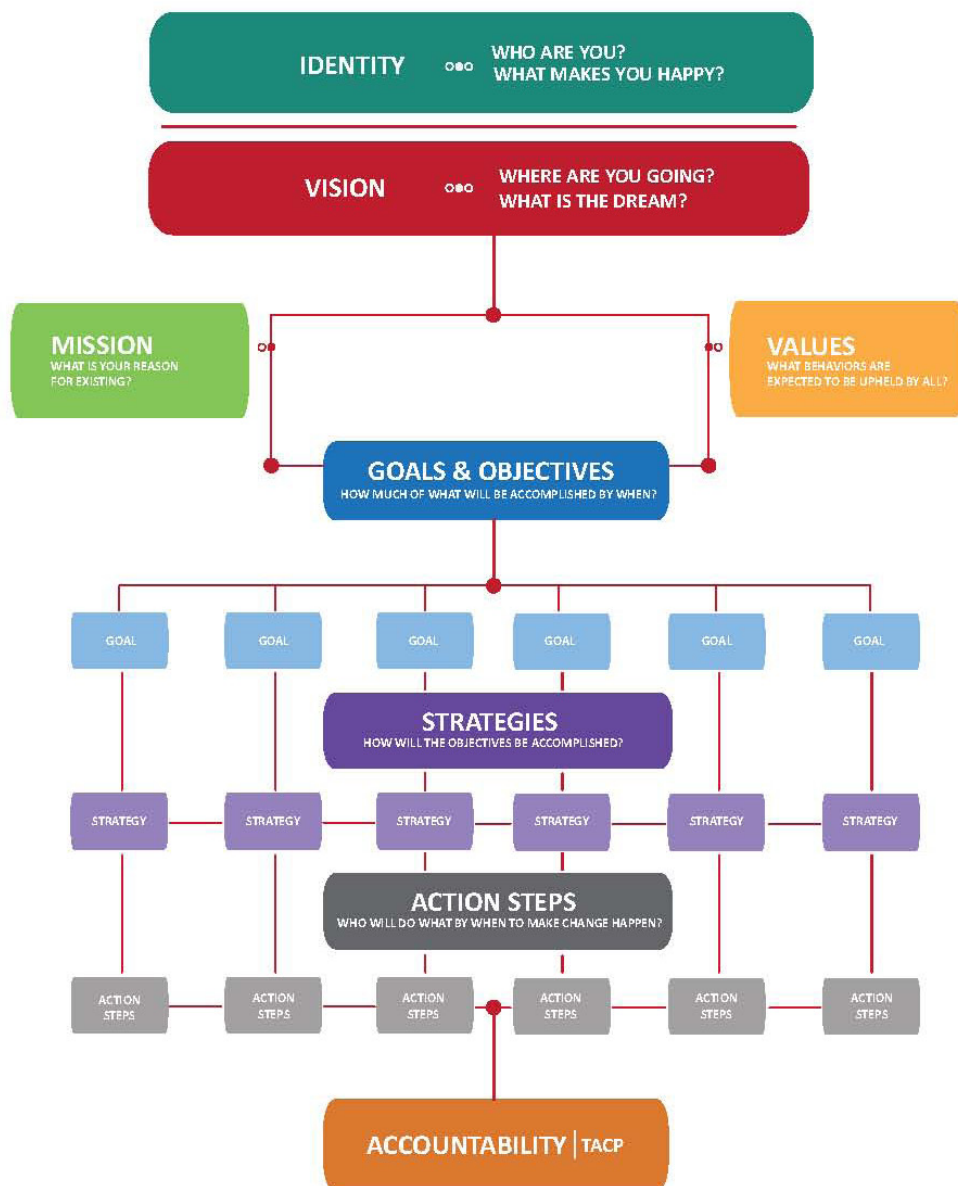 IDENTITY
WHO ARE YOU?
WHAT MAKES YOU HAPPY?
VISION
WHERE ARE YOU GOING?
WHAT IS THE DREAM?
MISSION
WHAT IS YOUR REASON
FOR EXISTING?
VALUES
WHAT BEHAVIORS ARE
EXPECTED TO BE UPHELD BY ALL?
GOALS & OBJECTIVES
HOW MUCH OF WHAT WILL BE ACCOMPLISHED BY WHEN?
GOAL
GOAL
GOAL
GOAL
GOAL
GOAL
STRATEGIES
HOW WILL THE OBJECTIVES BE ACCOMPLISHED?
STRATEGY
STRATEGY
STRATEGY
STRATEGY
STRATEGY
STRATEGY
ACTION STEPS
WHO WILL DO WHAT BY WHEN TO MAKE CHANGE HAPPEN?
ACTION
STEPS
ACTION
STEPS
ACTION
STEPS
ACTION
STEPS
ACTION
STEPS
ACTION
STEPS
ACCOUNTABILITY | TACP